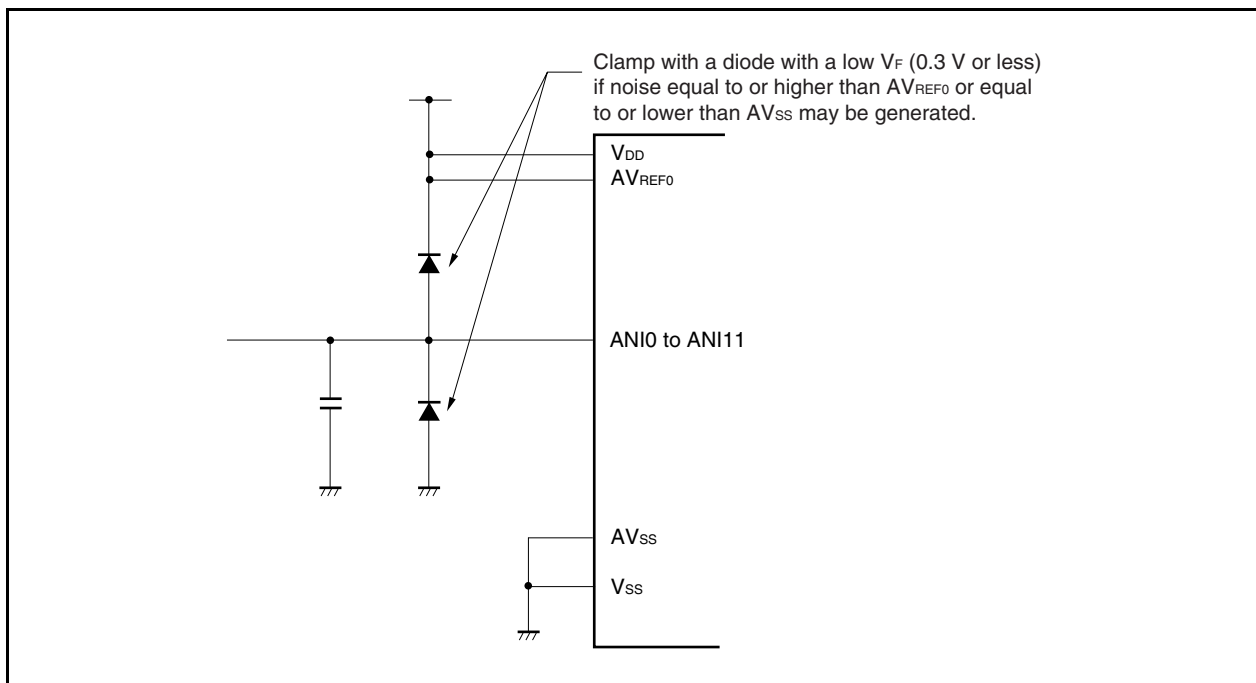 Clamp with a diode with a low VF (0.3 V or less)
if noise equal to or higher than AVREF0 or equal
to or lower than AVSS may be generated.
VDD
AVREF0
ANI0 to ANI11
AVSS
VSS